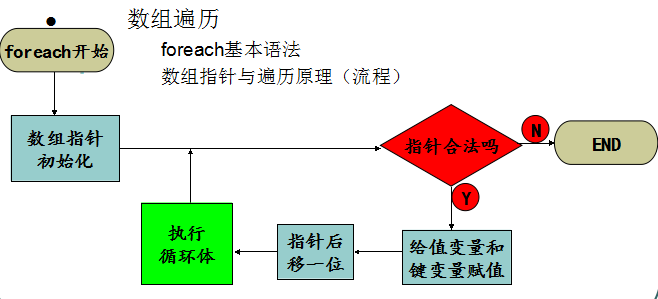 数组遍历
foreach基本语法
数组指针与遍历原理（流程）
foreach开始
数组指针
初始化
指针合法吗
N
END
Y
给值变量和
键变量赋值
指针后
移一位
执行
循环体